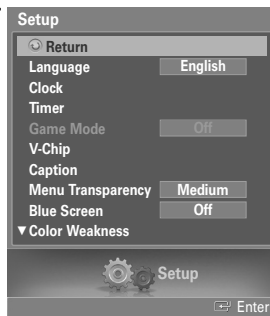 Setup
Return
Language English
Clock
Timer
Game Mode Off
V-Chip
Caption
Menu Transparency Medium
Blue Screen Off
▼ Color Weakness
Setup
Enter